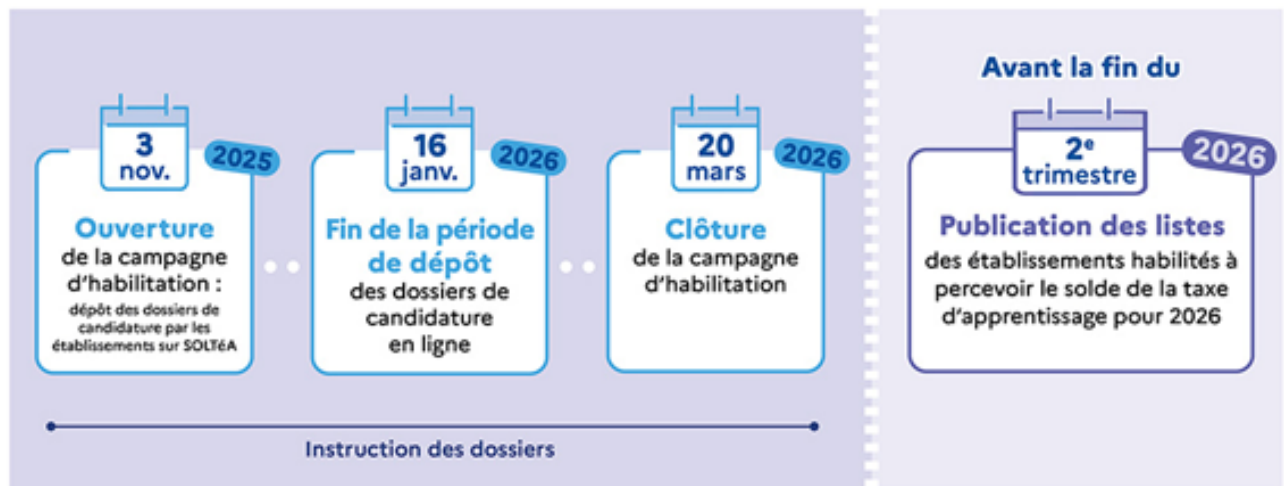 3
nov.
2025
Ouverture
de la campagne
d'habilitation :
dépôt des dossiers de
candidature par les
établissements sur SOLTéA
16
janv.
2026
Fin de la période
de dépôt
des dossiers de
candidature
en ligne
20
mars
2026
Clôture
de la campagne
d'habilitation
Instruction des dossiers
Avant la fin du
2e
trimestre
2026
Publication des listes
des établissements habilités à
percevoir le solde de la taxe
d'apprentissage pour 2026